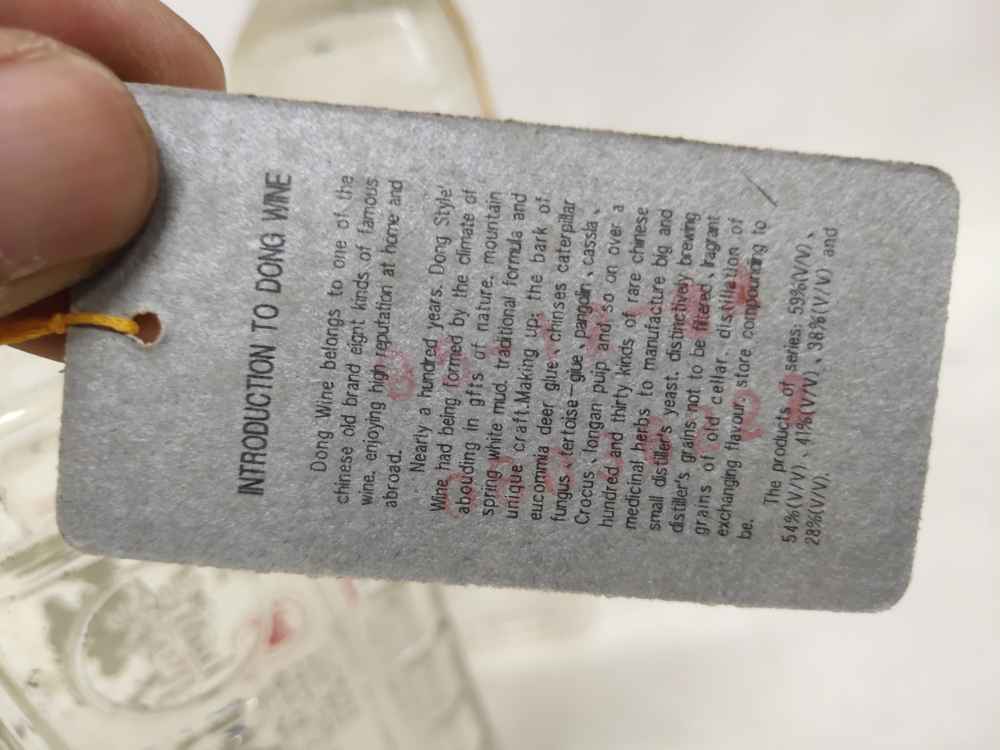 INTRODUCTION TO DONG WINE
Dong Wine belongs to one of the
chinese old brand eignt kinds of famous
wine, enjoying high reputation at home and
abroad.
Nearly a hundred years. Dong Style'
Wine had being formed by the climate of
abouding in gfts of nature, mountain
spring white mud, traditional formula and
unique craft.Making up: the bark of
eucommia deer glue、chinses caterpillar
fungus、tertoise-glue、pangolin、cassia、
Crocus、longan pulp and so on over a
hundred and thirty kinds of rare chinese
medicinal herbs to manufacture big and
small distiller's yeast. distinctively brewing
distiller's grains not to be filtered、fragrant
grains of old cellar, distillation of
exchanging flavour, store compounding to
be.
The products of series: 59%(V/V)、
54%(V/V)、41%(V/V)、38%(V/V) and
28%(V/V).